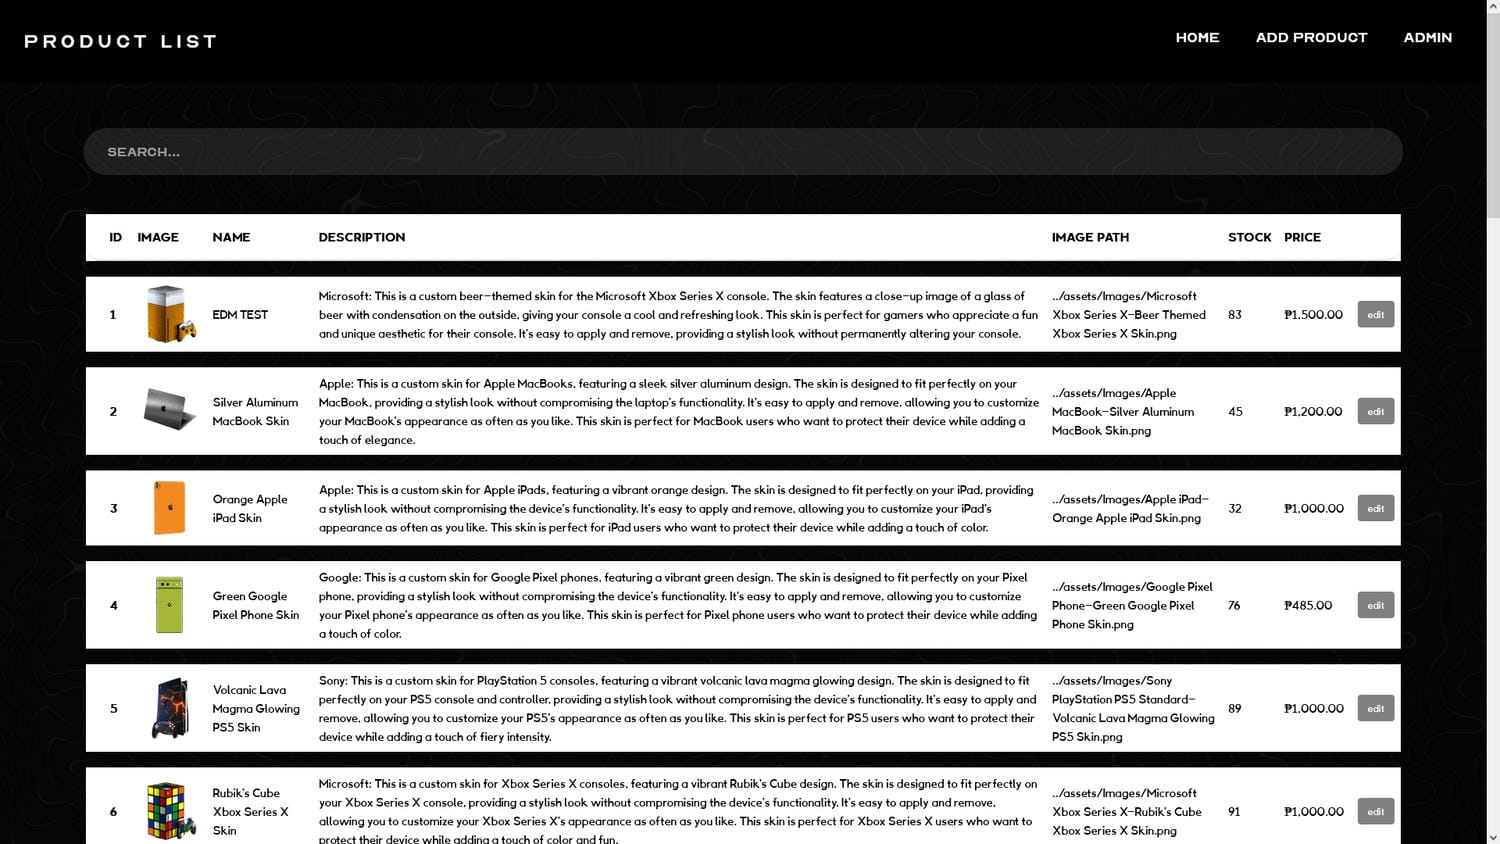 PRODUCT LIST
HOME ADD PRODUCT ADMIN
SEARCH...
ID IMAGE NAME DESCRIPTION IMAGE PATH STOCK PRICE
1
EDM TEST
Microsoft: This is a custom beer-themed skin for the Microsoft Xbox Series X console. The skin features a close-up image of a glass of
beer with condensation on the outside, giving your console a cool and refreshing look. This skin is perfect for gamers who appreciate a fun
and unique aesthetic for their console. It's easy to apply and remove, providing a stylish look without permanently altering your console.
../assets/Images/Microsoft
Xbox Series X-Beer Themed
Xbox Series X Skin.png
83
₱1,500.00
edit
2
Silver Aluminum
MacBook Skin
Apple: This is a custom skin for Apple MacBooks, featuring a sleek silver aluminum design. The skin is designed to fit perfectly on your
MacBook, providing a stylish look without compromising the laptop's functionality. It's easy to apply and remove, allowing you to customize
your MacBook's appearance as often as you like. This skin is perfect for MacBook users who want to protect their device while adding a
touch of elegance.
../assets/Images/Apple
MacBook-Silver Aluminum
MacBook Skin.png
45
₱1,200.00
edit
3
Orange Apple
iPad Skin
Apple: This is a custom skin for Apple iPads, featuring a vibrant orange design. The skin is designed to fit perfectly on your iPad, providing
a stylish look without compromising the device's functionality. It's easy to apply and remove, allowing you to customize your iPad's
appearance as often as you like. This skin is perfect for iPad users who want to protect their device while adding a touch of color.
../assets/Images/Apple iPad-
Orange Apple iPad Skin.png
32
₱1,000.00
edit
4
Green Google
Pixel Phone Skin
Google: This is a custom skin for Google Pixel phones, featuring a vibrant green design. The skin is designed to fit perfectly on your Pixel
phone, providing a stylish look without compromising the device's functionality. It's easy to apply and remove, allowing you to customize
your Pixel phone's appearance as often as you like. This skin is perfect for Pixel phone users who want to protect their device while adding
a touch of color.
../assets/Images/Google Pixel
Phone-Green Google Pixel
Phone Skin.png
76
₱485.00
edit
5
Volcanic Lava
Magma Glowing
PS5 Skin
Sony: This is a custom skin for PlayStation 5 consoles, featuring a vibrant volcanic lava magma glowing design. The skin is designed to fit
perfectly on your PS5 console and controller, providing a stylish look without compromising the device's functionality. It's easy to apply and
remove, allowing you to customize your PS5's appearance as often as you like. This skin is perfect for PS5 users who want to protect their
device while adding a touch of fiery intensity.
../assets/Images/Sony
PlayStation PS5 Standard-
Volcanic Lava Magma Glowing
PS5 Skin.png
89
₱1,000.00
edit
6
Rubik's Cube
Xbox Series X
Skin
Microsoft: This is a custom skin for Xbox Series X consoles, featuring a vibrant Rubik's Cube design. The skin is designed to fit perfectly on
your Xbox Series X console, providing a stylish look without compromising the device's functionality. It's easy to apply and remove,
allowing you to customize your Xbox Series X's appearance as often as you like. This skin is perfect for Xbox Series X users who want to
protect their device while adding a touch of color and fun.
../assets/Images/Microsoft
Xbox Series X-Rubik's Cube
Xbox Series X Skin.png
91
₱1,000.00
edit